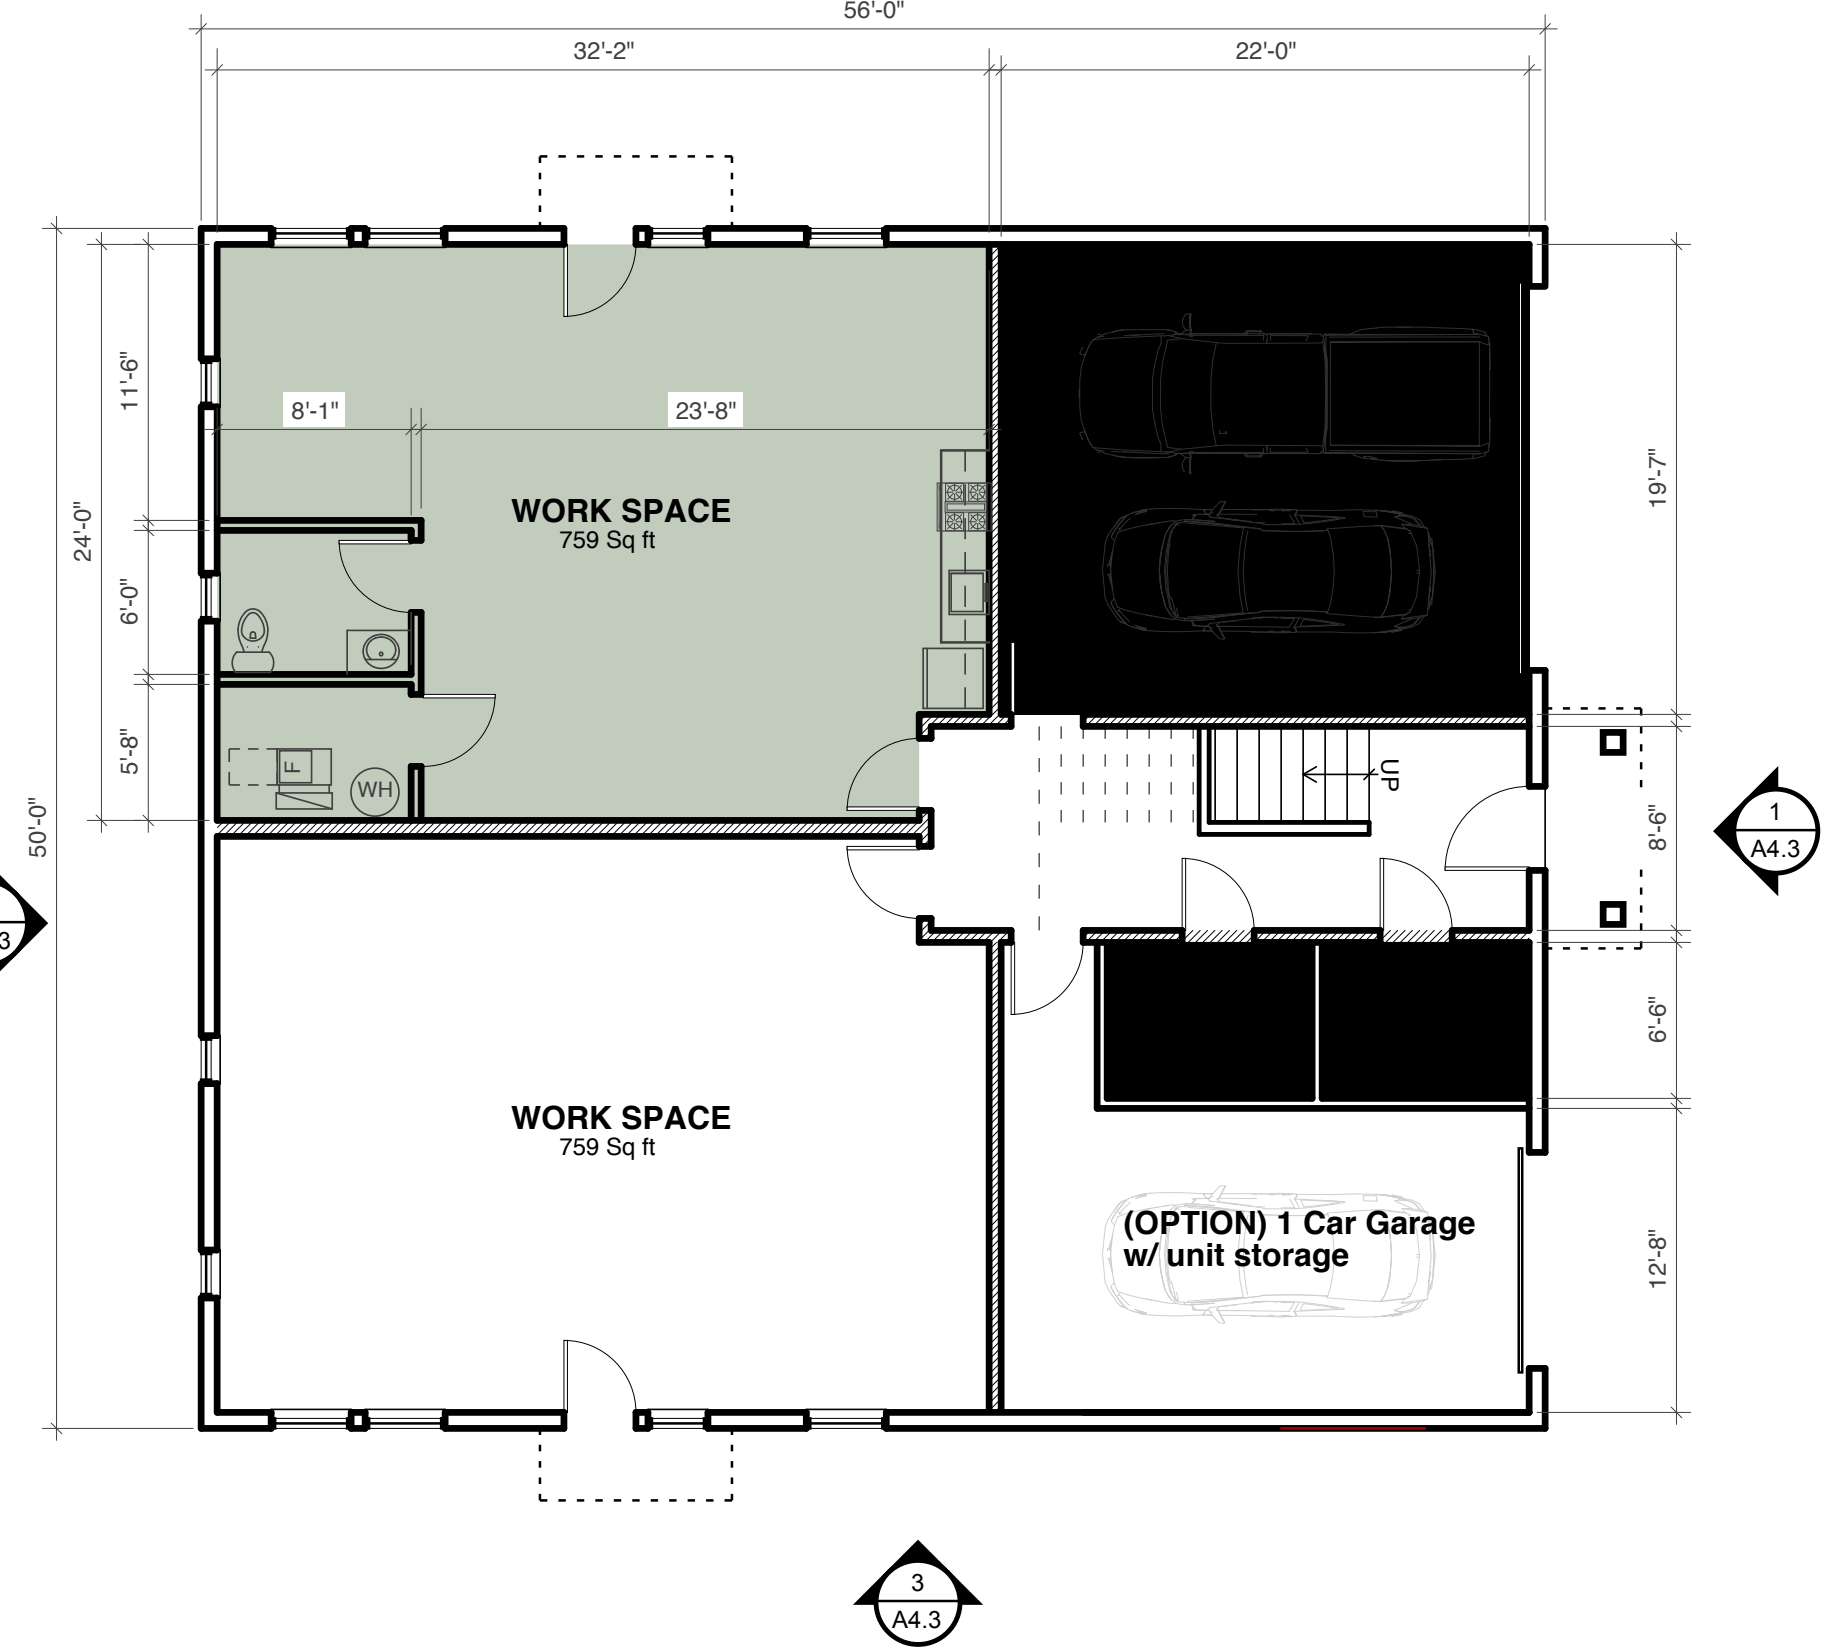 56'-0"
32'-2"
22'-0"
11'-6"
8'-1"
23'-8"
24'-0"
19'-7"
WORK SPACE
759 Sq ft
6'-0"
5'-8"
F
WH
UP
50'-0"
8'-6"
1
A4.3
3
6'-6"
WORK SPACE
759 Sq ft
(OPTION) 1 Car Garage
w/ unit storage
12'-8"
3
A4.3